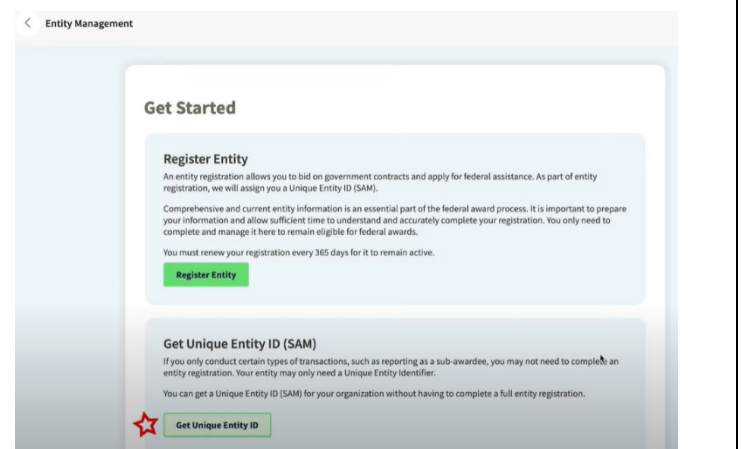 Entity Management
Get Started
Register Entity
An entity registration allows you to bid on government contracts and apply for federal assistance. As part of entity
registration, we will assign you a Unique Entity ID (SAM).
Comprehensive and current entity information is an essential part of the federal award process. It is important to prepare
your information and allow sufficient time to understand and accurately complete your registration. You only need to
complete and manage it here to remain eligible for federal awards.
You must renew your registration every 365 days for it to remain active.
Register Entity
Get Unique Entity ID (SAM)
If you only conduct certain types of transactions, such as reporting as a sub-awardee, you may not need to complete an
entity registration. Your entity may only need a Unique Entity Identifier.
You can get a Unique Entity ID (SAM) for your organization without having to complete a full entity registration.
Get Unique Entity ID